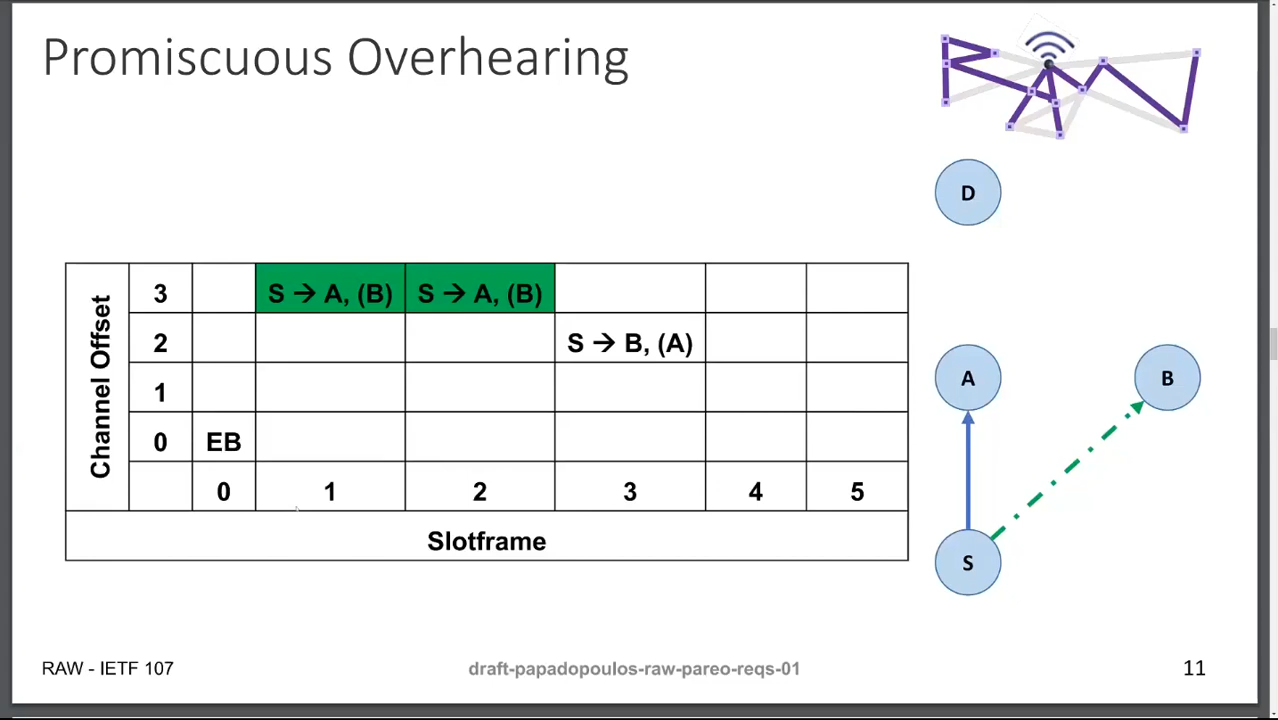 Promiscuous Overhearing
D
Channel Offset
3
S → A, (B)
S → A, (B)
2
S → B, (A)
1
0
EB
0
1
2
3
4
5
Slotframe
A
B
S
RAW - IETF 107
draft-papadopoulos-raw-pareo-reqs-01
11